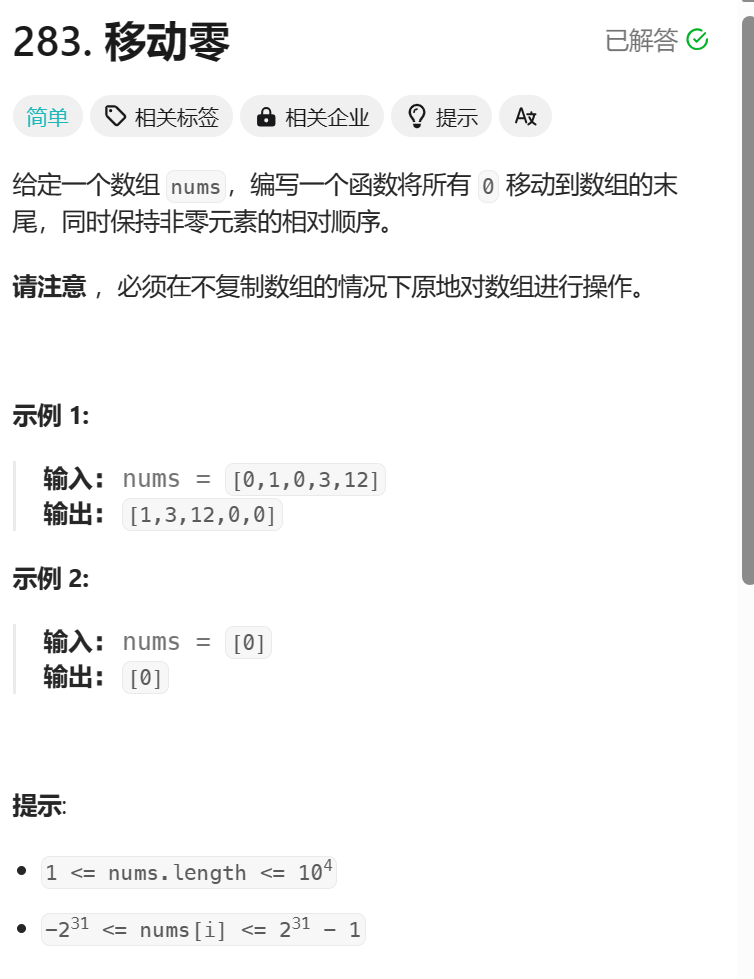 283. 移动零
已解答
简单
相关标签
相关企业
提示
给定一个数组 nums，编写一个函数将所有 0 移动到数组的末
尾，同时保持非零元素的相对顺序。
请注意 ，必须在不复制数组的情况下原地对数组进行操作。
示例 1:
输入: nums = [0,1,0,3,12]
输出: [1,3,12,0,0]
示例 2:
输入: nums = [0]
输出: [0]
提示:
1 <= nums.length <= 10⁴
−2³¹ <= nums[i] <= 2³¹ − 1